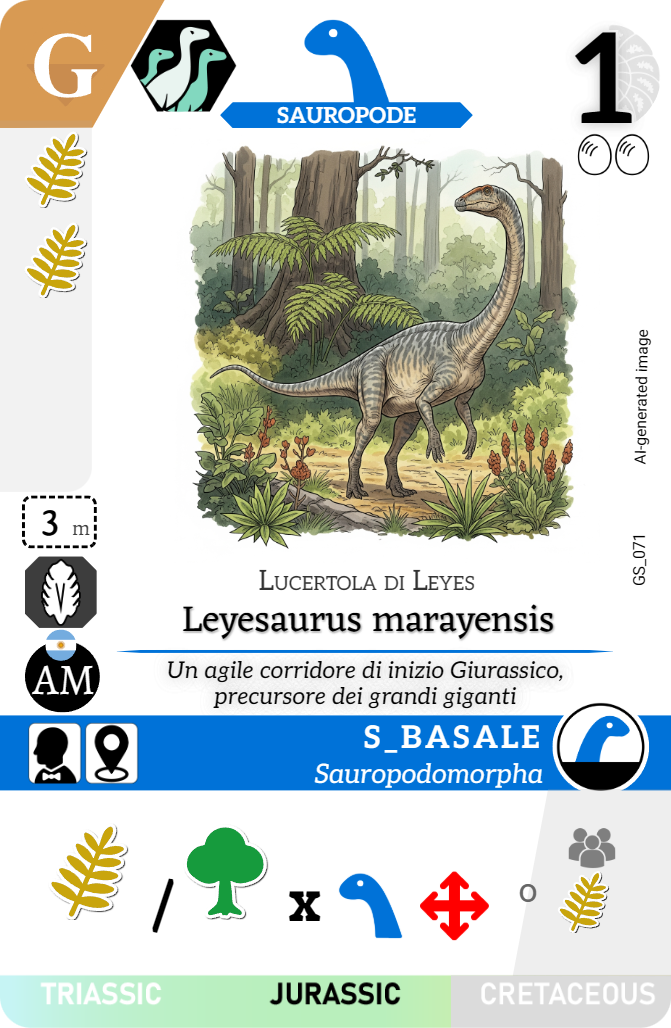 G
SAUROPODE
1
AI-generated image
GS_071
3 m
AM
Lucertola di Leyes
Leyesaurus marayensis
Un agile corridore di inizio Giurassico,
precursore dei grandi giganti
S_BASALE
Sauropodomorpha
/ x o
TRIASSIC JURASSIC CRETACEOUS